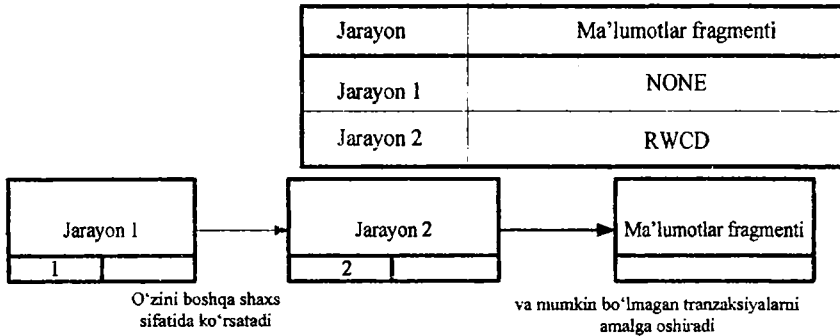 Jarayon Ma’lumotlar fragmenti
Jarayon 1 NONE
Jarayon 2 RWCD
Jarayon 1 Jarayon 2 Ma’lumotlar fragmenti
1 2
O‘zini boshqa shaxs
sifatida ko‘rsatadi
va mumkin bo‘lmagan tranzaksiyalarni
amalga oshiradi